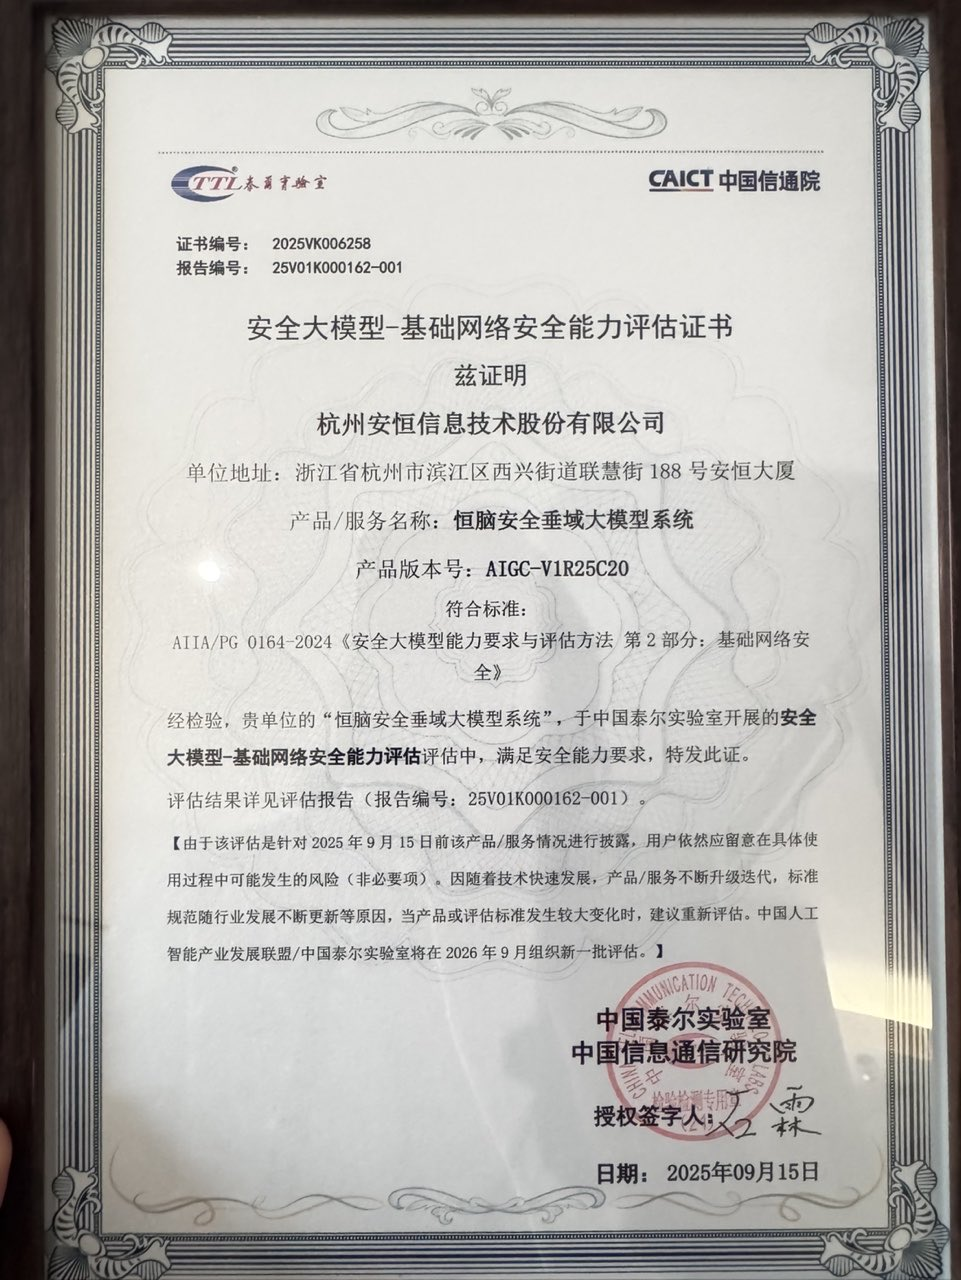 TTL®泰尔实验室
CAICT 中国信通院
证书编号： 2025VK006258
报告编号： 25V01K000162-001
安全大模型-基础网络安全能力评估证书
兹证明
杭州安恒信息技术股份有限公司
单位地址：浙江省杭州市滨江区西兴街道联慧街 188 号安恒大厦
产品/服务名称：恒脑安全垂域大模型系统
产品版本号：AIGC-V1R25C20
符合标准：
AIIA/PG 0164-2024《安全大模型能力要求与评估方法 第 2 部分：基础网络安
全》
经检验，贵单位的“恒脑安全垂域大模型系统”，于中国泰尔实验室开展的安全
大模型-基础网络安全能力评估评估中，满足安全能力要求，特发此证。
评估结果详见评估报告（报告编号：25V01K000162-001）。
【由于该评估是针对 2025 年 9 月 15 日前该产品/服务情况进行披露，用户依然应留意在具体使
用过程中可能发生的风险（非必要项）。因随着技术快速发展，产品/服务不断升级迭代，标准
规范随行业发展不断更新等原因，当产品或评估标准发生较大变化时，建议重新评估。中国人工
智能产业发展联盟/中国泰尔实验室将在 2026 年 9 月组织新一批评估。】
中国泰尔实验室
中国信息通信研究院
检验检测专用章
授权签字人：
日期： 2025年09月15日